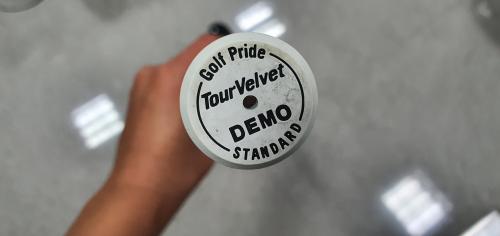 Golf Pride
TourVelvet
DEMO
STANDARD